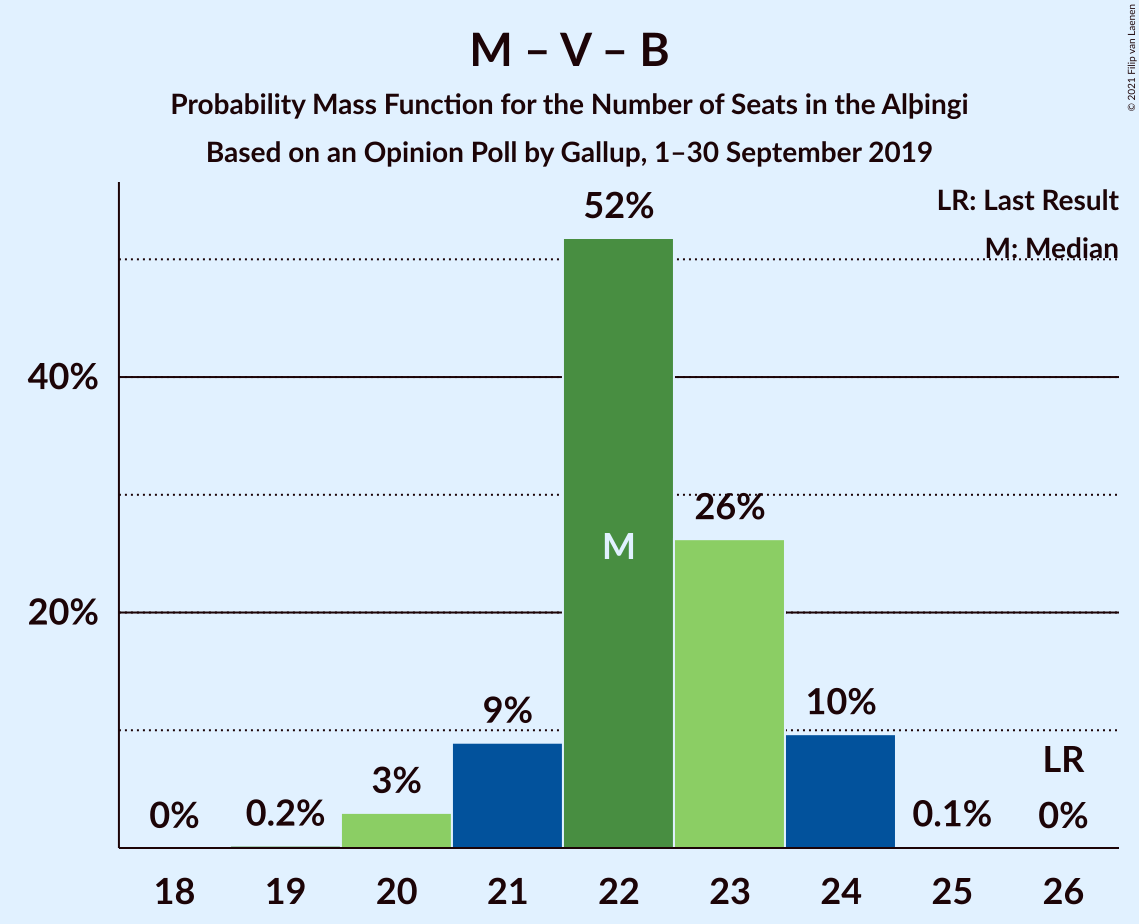 M – V – B
Probability Mass Function for the Number of Seats in the Alþingi
Based on an Opinion Poll by Gallup, 1–30 September 2019
© 2021 Filip van Laenen
LR: Last Result
M: Median
52%
40%
26%
M
20%
10%
9%
LR
3%
0%
0.2%
0.1%
0%
18 19 20 21 22 23 24 25 26